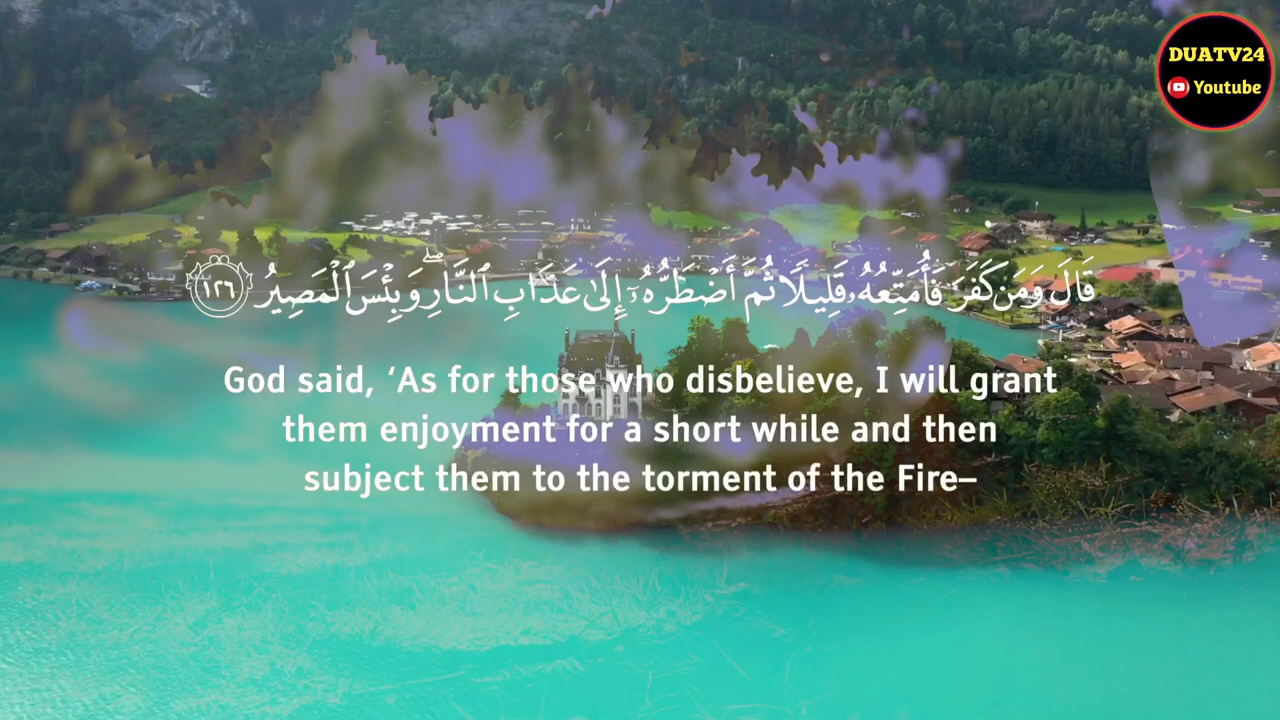 DUATV24
Youtube
قَالَ وَمَن كَفَرَ فَأُمَتِّعُهُۥ قَلِيلًا ثُمَّ أَضْطَرُّهُۥٓ إِلَىٰ عَذَابِ ٱلنَّارِ ۖ وَبِئْسَ ٱلْمَصِيرُ ١٢٦
God said, ‘As for those who disbelieve, I will grant
them enjoyment for a short while and then
subject them to the torment of the Fire–